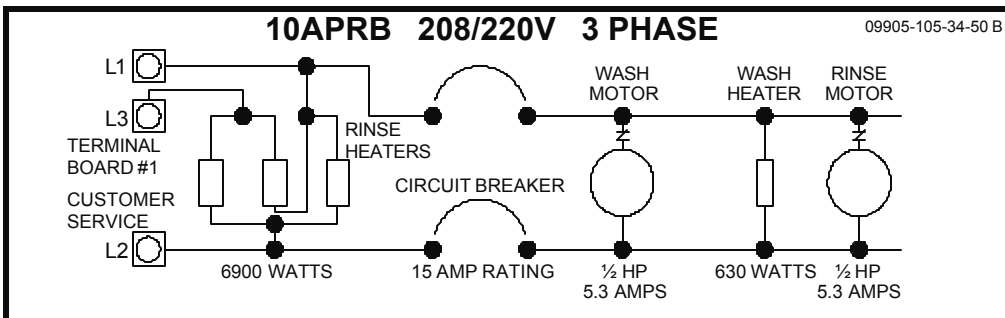 10APRB 208/220V 3 PHASE
09905-105-34-50 B
L1
L3
TERMINAL
BOARD #1
CUSTOMER
SERVICE
L2
RINSE
HEATERS
6900 WATTS
CIRCUIT BREAKER
15 AMP RATING
WASH
MOTOR
½ HP
5.3 AMPS
WASH
HEATER
630 WATTS
RINSE
MOTOR
½ HP
5.3 AMPS